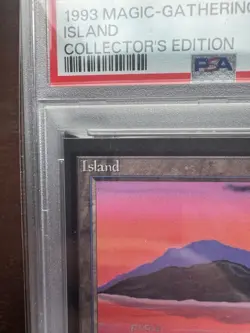 1993 MAGIC-GATHERING
ISLAND
COLLECTOR'S EDITION
PSA
Island